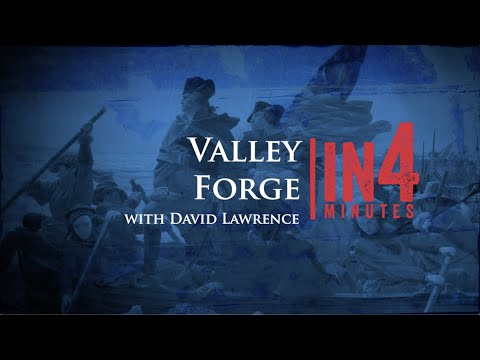 VALLEY
FORGE
WITH DAVID LAWRENCE
IN4
MINUTES